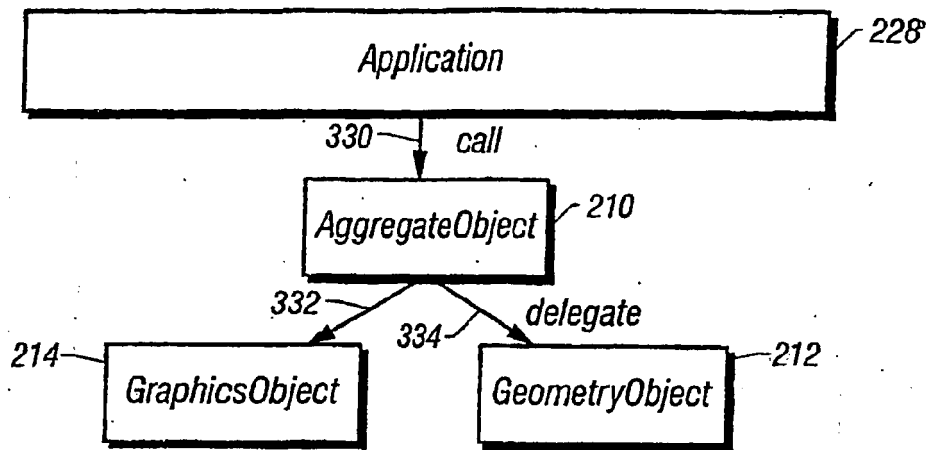 Application
228
330
call
AggregateObject
210
332
334
delegate
214
GraphicsObject
GeometryObject
212